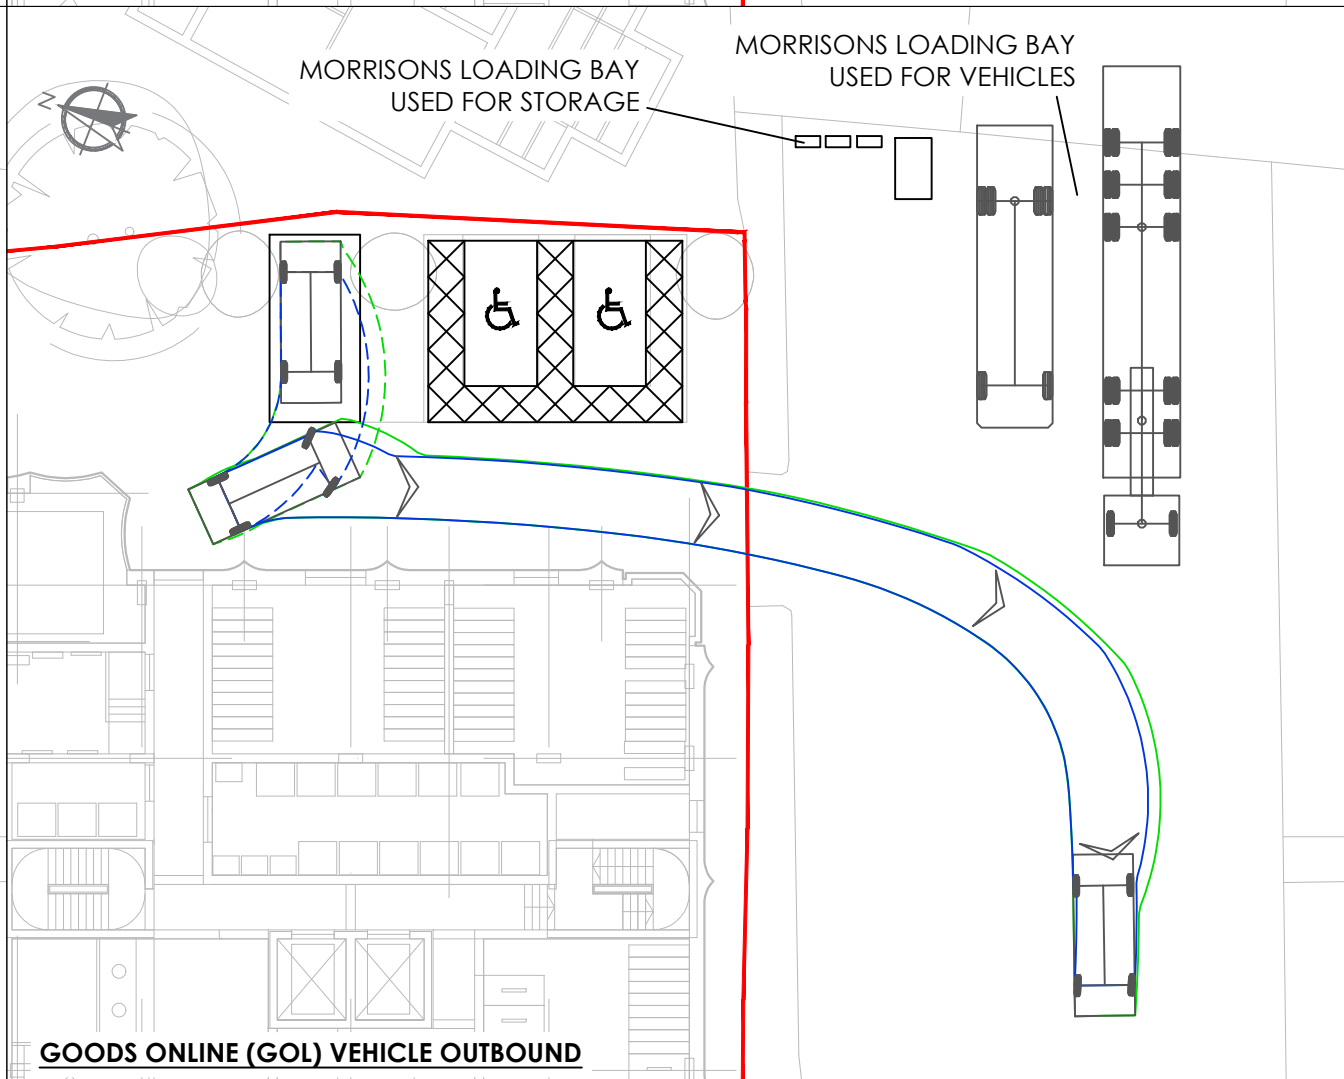 MORRISONS LOADING BAY
USED FOR STORAGE
MORRISONS LOADING BAY
USED FOR VEHICLES
N
GOODS ONLINE (GOL) VEHICLE OUTBOUND